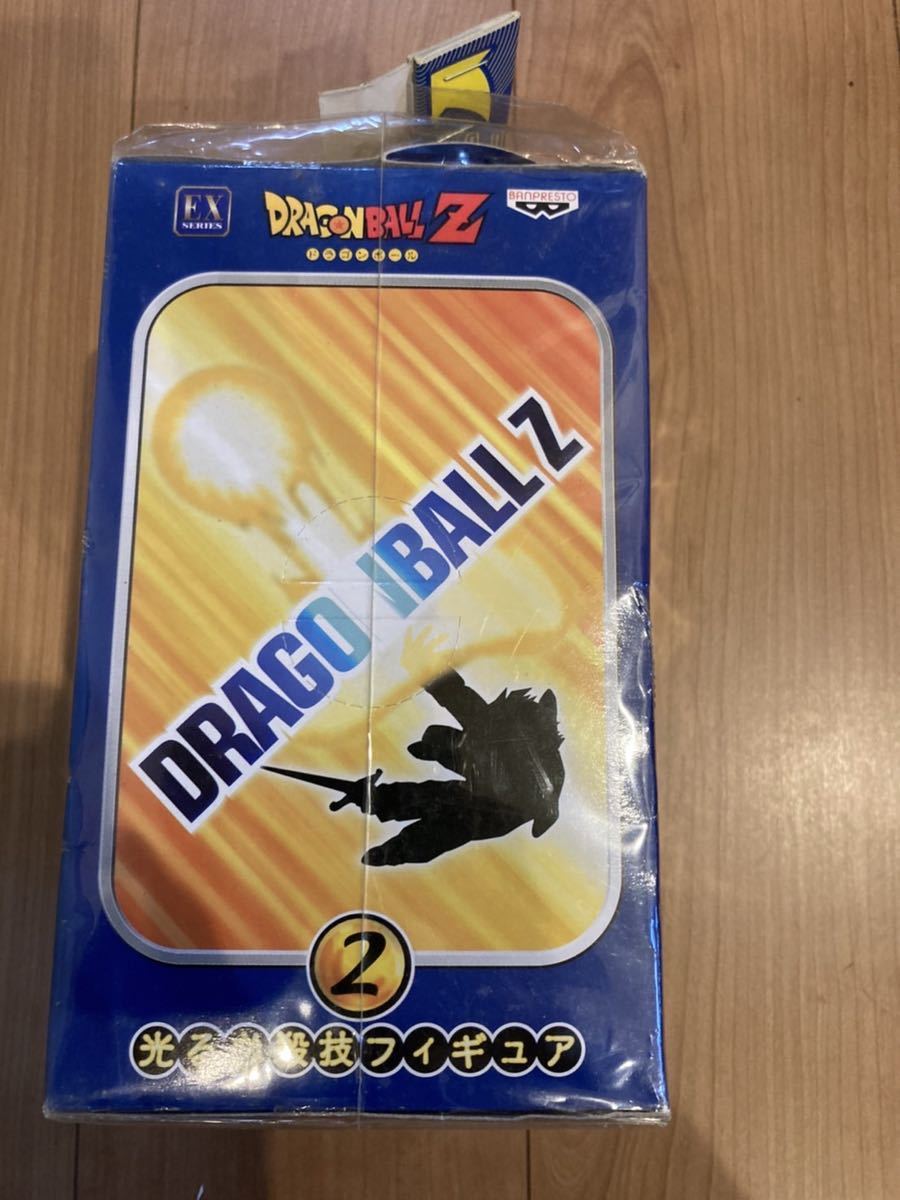 EX
SERIES
DRAGONBALL Z
ドラゴンボール
BANPRESTO
DRAGONBALL Z
2
光る必殺技フィギュア